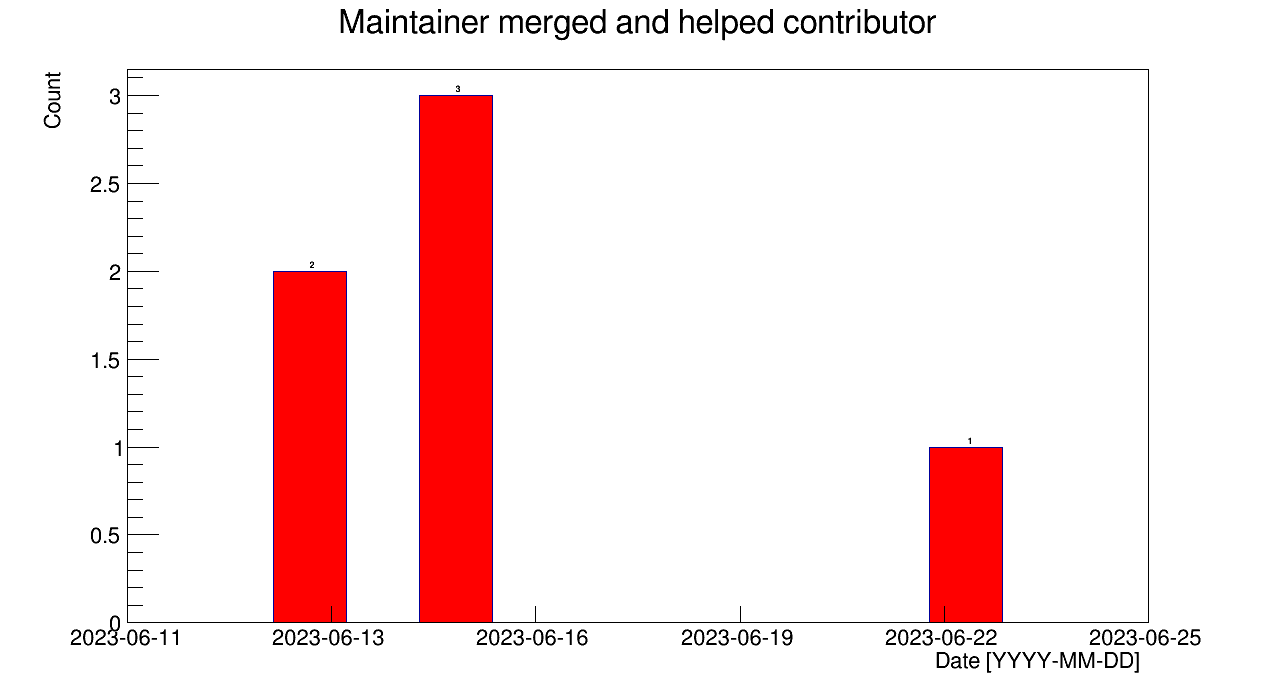 Maintainer merged and helped contributor
Count
3
2.5
2
1.5
1
0.5
0
2
3
1
2023-06-11 2023-06-13 2023-06-16 2023-06-19 2023-06-22 2023-06-25
Date [YYYY-MM-DD]